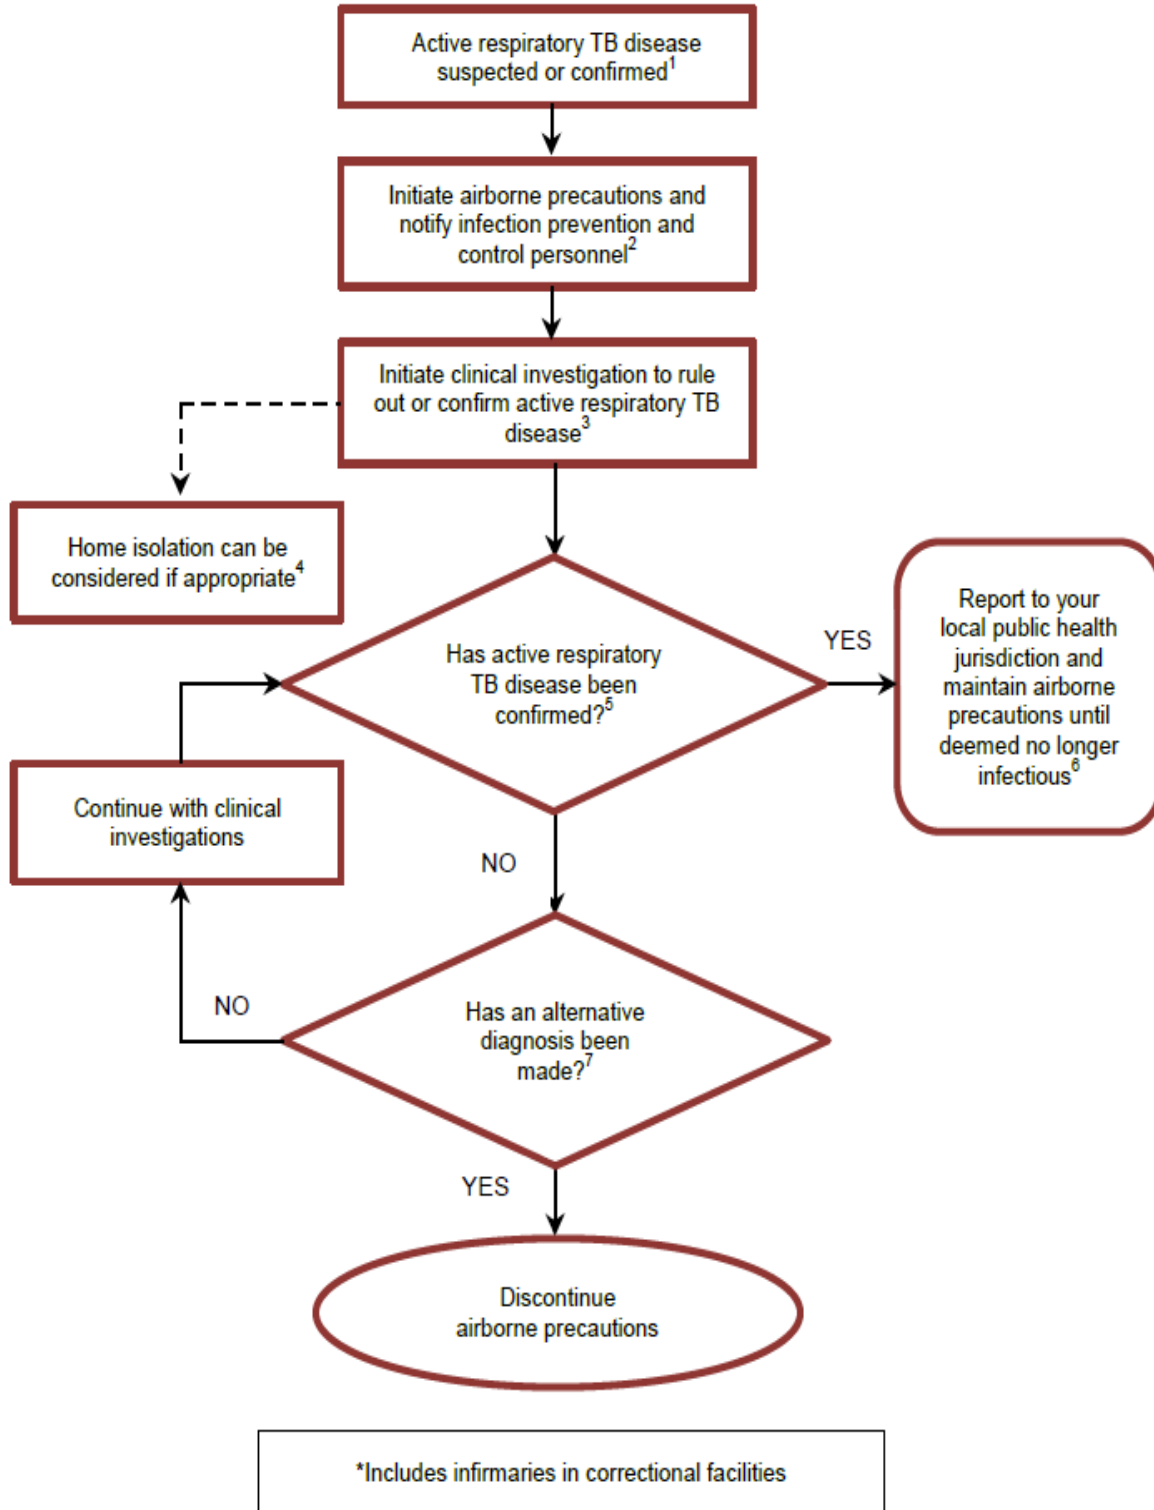 Active respiratory TB disease
suspected or confirmed1
Initiate airborne precautions and
notify infection prevention and
control personnel2
Initiate clinical investigation to rule
out or confirm active respiratory TB
disease3
Home isolation can be
considered if appropriate4
Has active respiratory
TB disease been
confirmed?5
YES
Report to your
local public health
jurisdiction and
maintain airborne
precautions until
deemed no longer
infectious6
Continue with clinical
investigations
NO
NO
Has an alternative
diagnosis been
made?7
YES
Discontinue
airborne precautions
*Includes infirmaries in correctional facilities